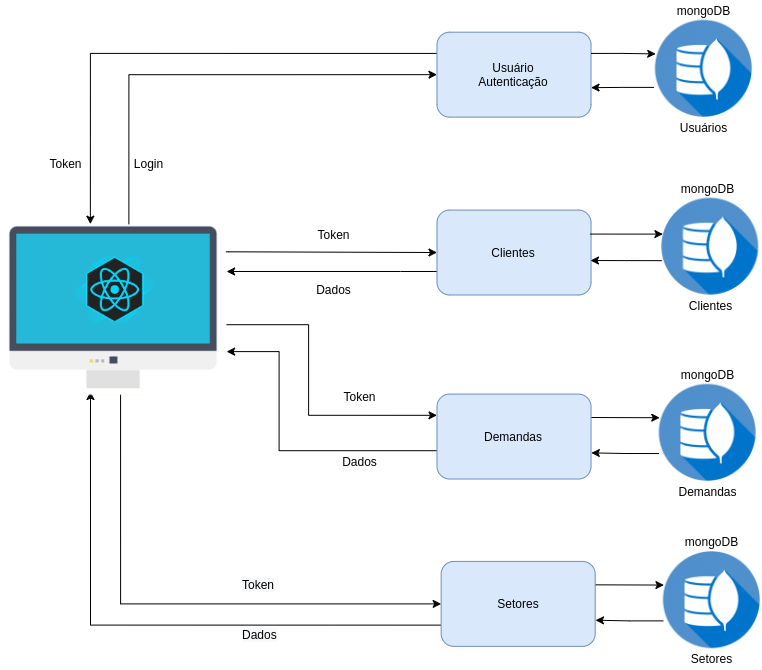 mongoDB
Usuário
Autenticação
Usuários
Token
Login
mongoDB
Token
Clientes
Dados
Clientes
mongoDB
Token
Demandas
Dados
Demandas
mongoDB
Token
Setores
Dados
Setores